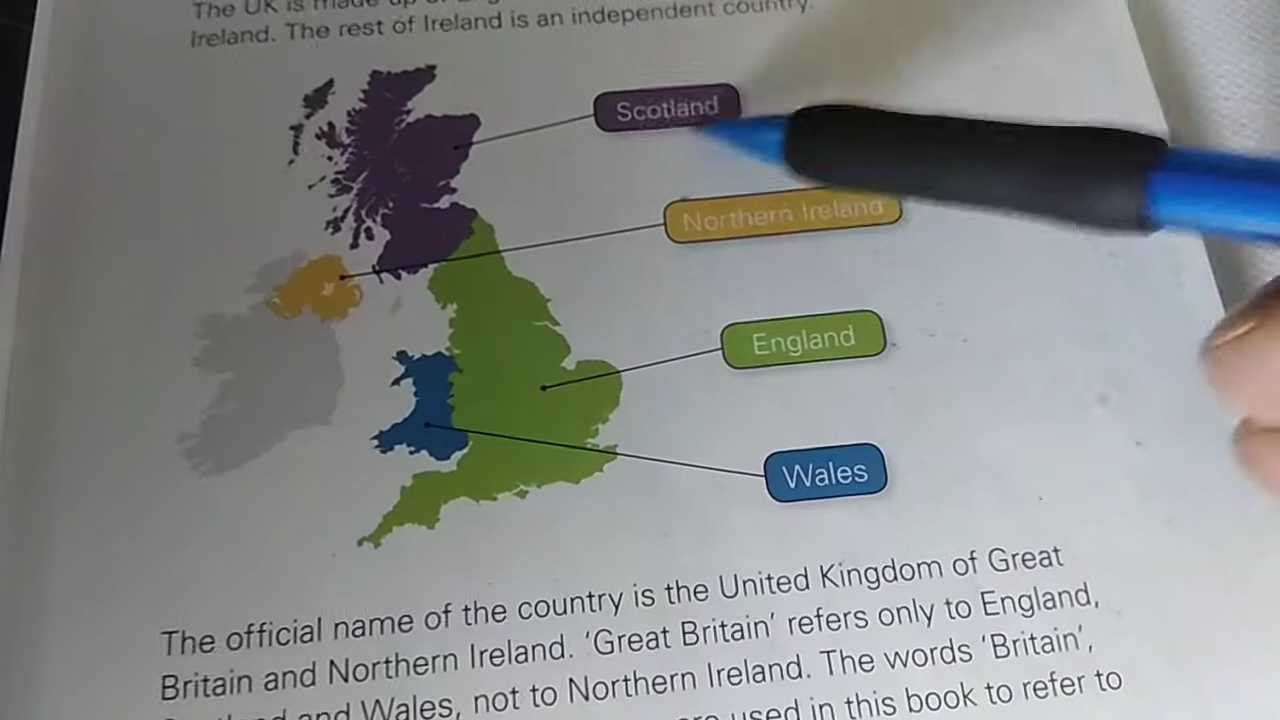 The UK is made up of
Ireland. The rest of Ireland is an independent country.
Scotland
Northern Ireland
England
Wales
The official name of the country is the United Kingdom of Great
Britain and Northern Ireland. ‘Great Britain’ refers only to England,
and Wales, not to Northern Ireland. The words ‘Britain’,
used in this book to refer to